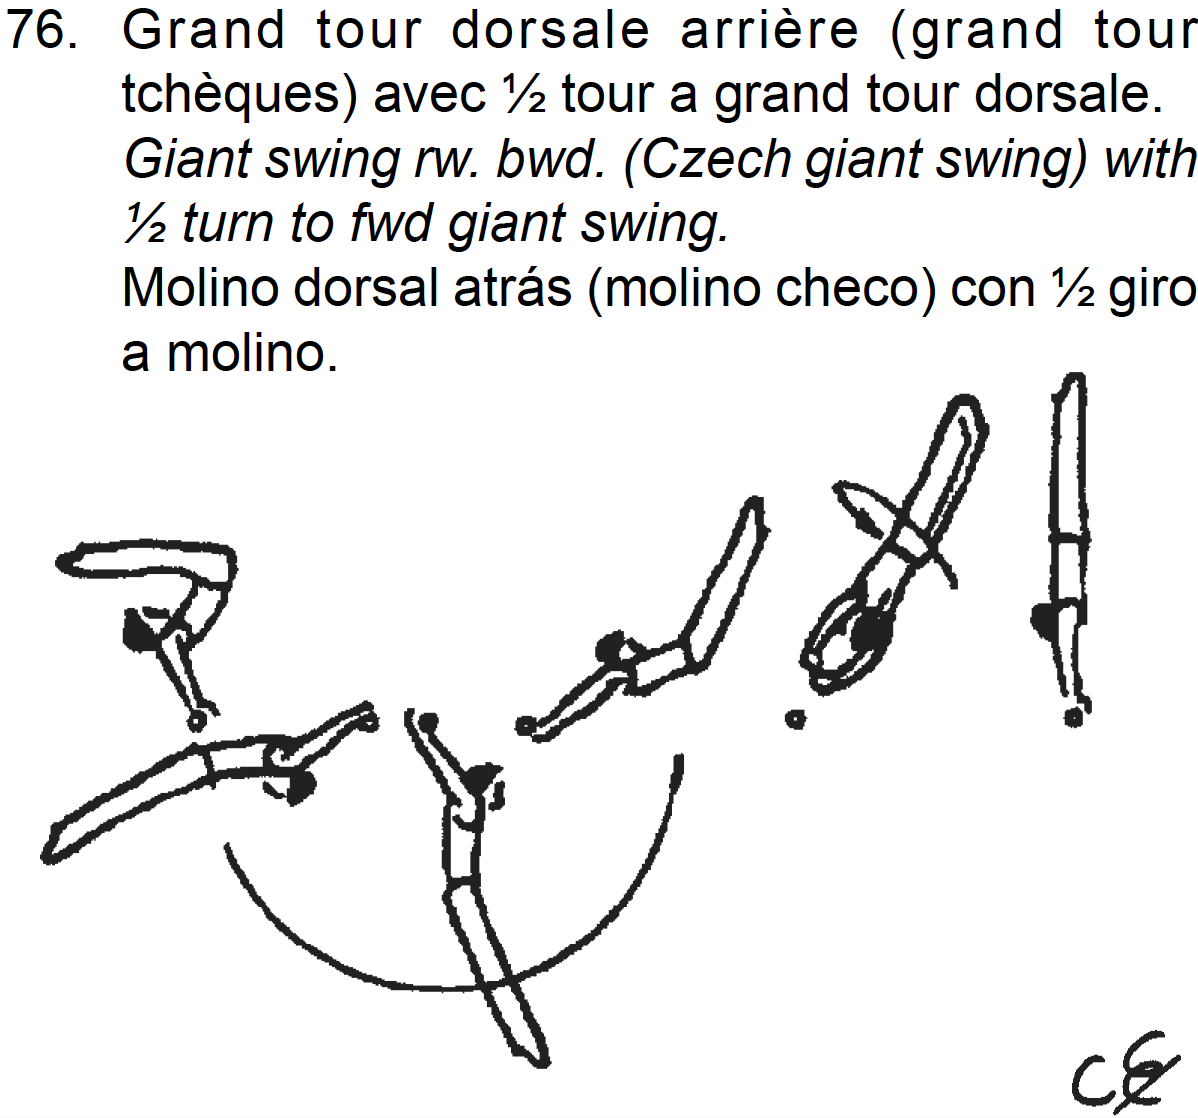 76. Grand tour dorsale arrière (grand tour
tchèques) avec ½ tour a grand tour dorsale.
Giant swing rw. bwd. (Czech giant swing) with
½ turn to fwd giant swing.
Molino dorsal atrás (molino checo) con ½ giro
a molino.